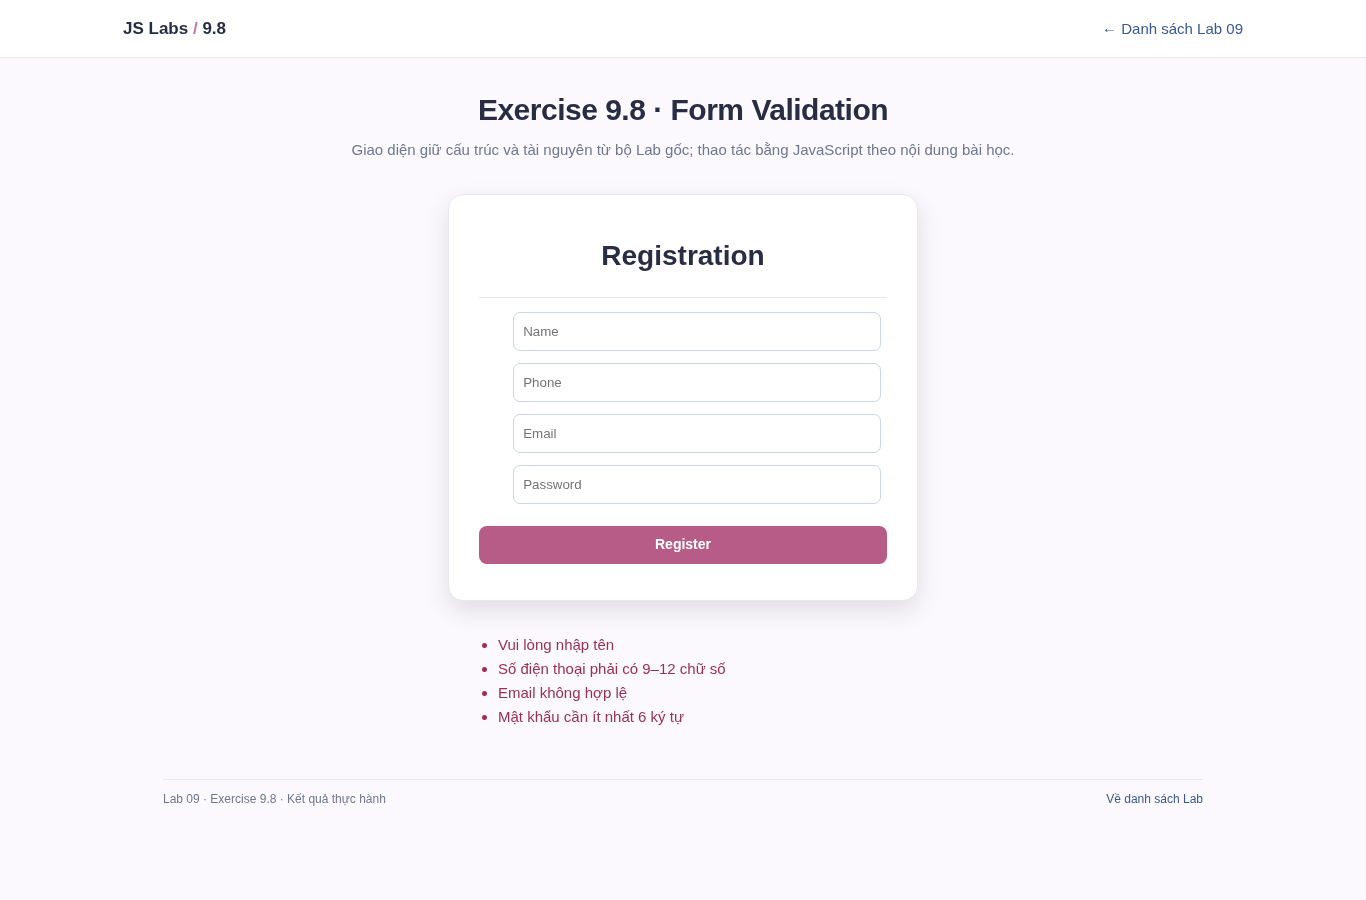 JS Labs / 9.8
← Danh sách Lab 09
Exercise 9.8 · Form Validation
Giao diện giữ cấu trúc và tài nguyên từ bộ Lab gốc; thao tác bằng JavaScript theo nội dung bài học.
Registration
Name
Phone
Email
Password
Register
• Vui lòng nhập tên
• Số điện thoại phải có 9–12 chữ số
• Email không hợp lệ
• Mật khẩu cần ít nhất 6 ký tự
Lab 09 · Exercise 9.8 · Kết quả thực hành
Về danh sách Lab